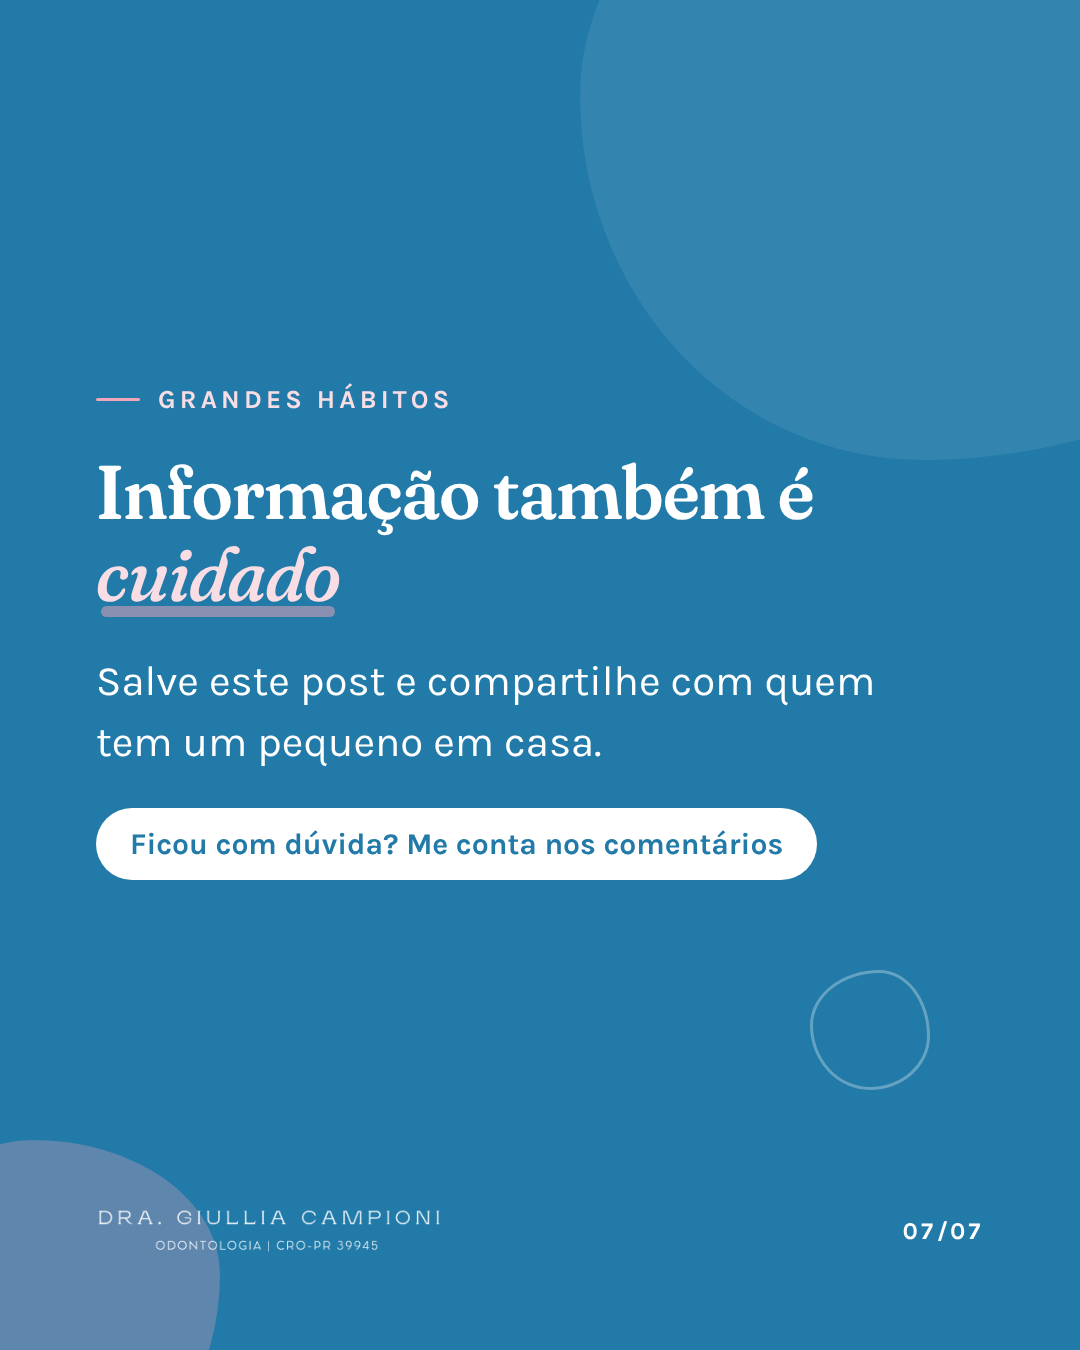 GRANDES HÁBITOS
Informação também é
cuidado
Salve este post e compartilhe com quem
tem um pequeno em casa.
Ficou com dúvida? Me conta nos comentários
DRA. GIULLIA CAMPIONI
ODONTOLOGIA | CRO-PR 39945
07/07